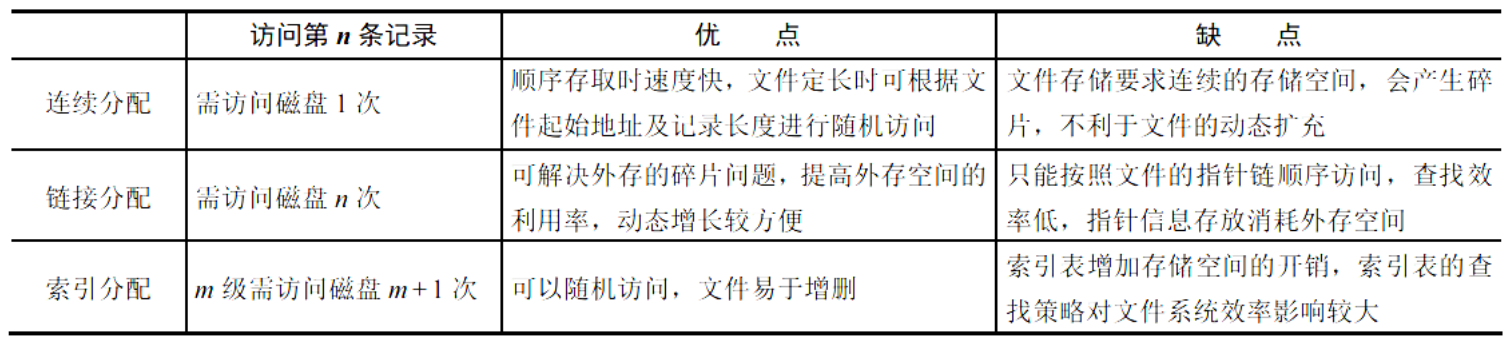 访问第 n 条记录 优 点 缺 点
连续分配 需访问磁盘 1 次 顺序存取时速度快，文件定长时可根据文 文件存储要求连续的存储空间，会产生碎
件起始地址及记录长度进行随机访问 片，不利于文件的动态扩充
链接分配 需访问磁盘 n 次 可解决外存的碎片问题，提高外存空间的 只能按照文件的指针链顺序访问，查找效
利用率，动态增长较方便 率低，指针信息存放消耗外存空间
索引分配 m 级需访问磁盘 m+1 次 可以随机访问，文件易于增删 索引表增加存储空间的开销，索引表的查
找策略对文件系统效率影响较大